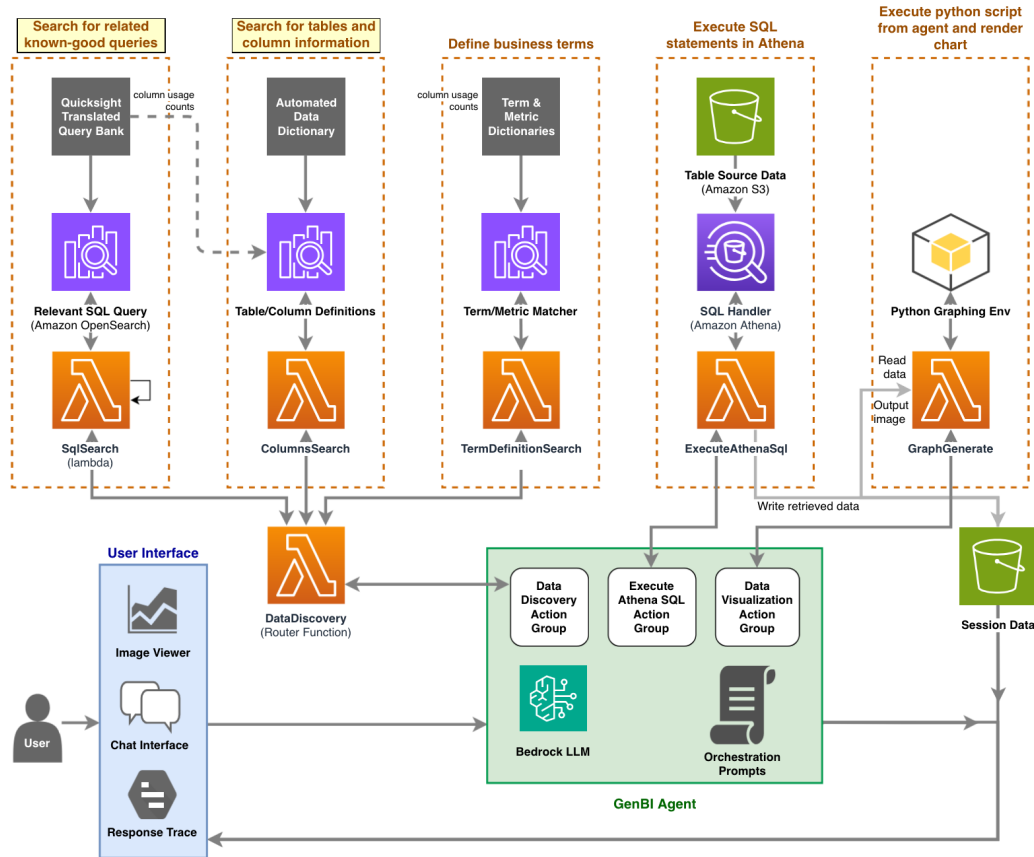 Search for related
known-good queries
Search for tables and
column information
Define business terms
Execute SQL
statements in Athena
Execute python script
from agent and render
chart
Quicksight
Translated
Query Bank
column usage
counts
Automated
Data
Dictionary
column usage
counts
Term &
Metric
Dictionaries
Table Source Data
(Amazon S3)
Relevant SQL Query
(Amazon OpenSearch)
Table/Column Definitions
Term/Metric Matcher
SQL Handler
(Amazon Athena)
Python Graphing Env
Read
data
Output
image
SqlSearch
(lambda)
ColumnsSearch
TermDefinitionSearch
ExecuteAthenaSql
GraphGenerate
Write retrieved data
User Interface
Image Viewer
Chat Interface
Response Trace
User
DataDiscovery
(Router Function)
Data
Discovery
Action
Group
Execute
Athena SQL
Action
Group
Data
Visualization
Action
Group
Session Data
Bedrock LLM
Orchestration
Prompts
GenBI Agent